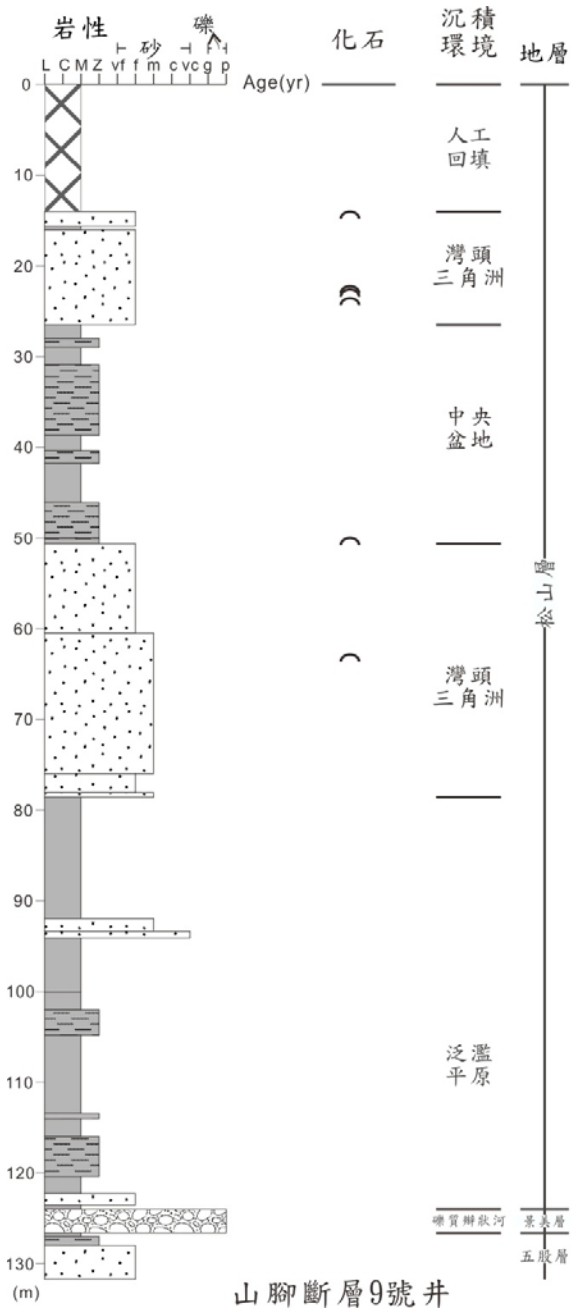 岩性
砂
礫
L C M Z vf f m c vc g p
Age(yr)
化石
沉積
環境
地層
0
10
20
30
40
50
60
70
80
90
100
110
120
130
(m)
人工
回填
灣頭
三角洲
中央
盆地
灣頭
三角洲
泛濫
平原
礫質辮狀河
松山層
景美層
五股層
山腳斷層9號井